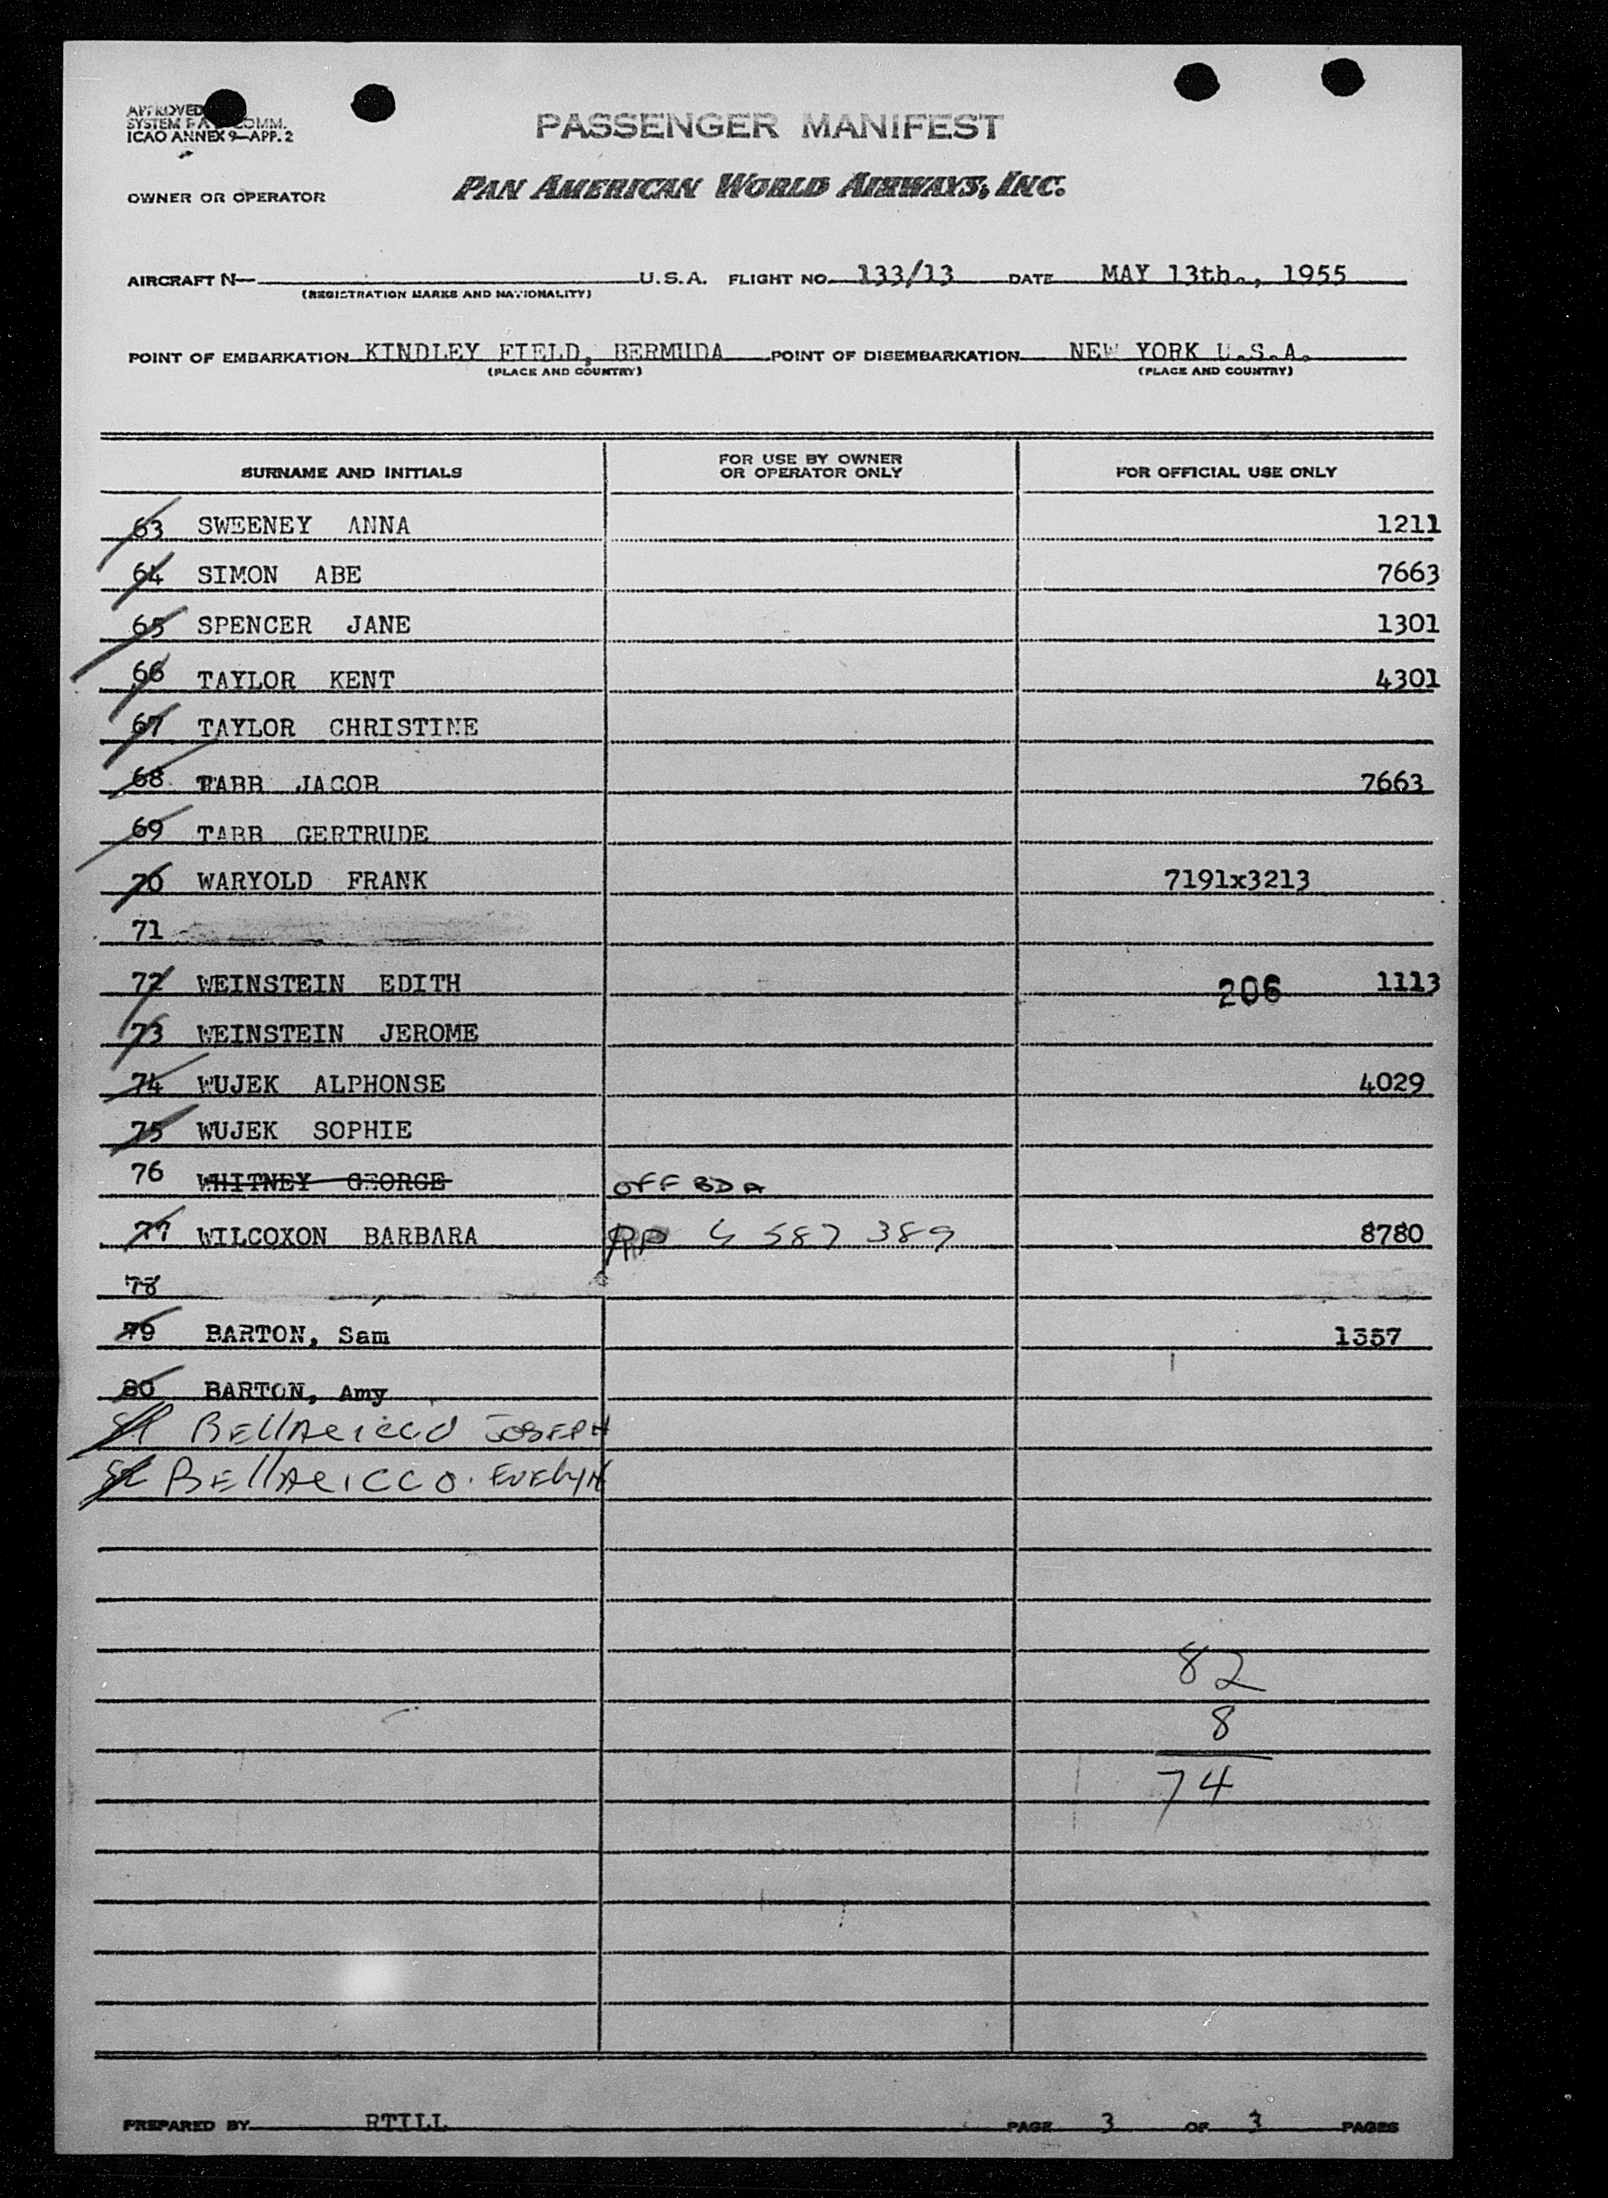 APPROVED
SYSTEM COMM.
ICAO ANNEX 9—APP. 2
PASSENGER MANIFEST
OWNER OR OPERATOR PAN AMERICAN WORLD AIRWAYS, INC.
AIRCRAFT N— U.S.A. FLIGHT NO. 133/13 DATE MAY 13th., 1955
(REGISTRATION MARKS AND NATIONALITY)
POINT OF EMBARKATION KINDLEY FIELD, BERMUDA POINT OF DISEMBARKATION NEW YORK U.S.A.
(PLACE AND COUNTRY) (PLACE AND COUNTRY)
SURNAME AND INITIALS FOR USE BY OWNER OR OPERATOR ONLY FOR OFFICIAL USE ONLY
63 SWEENEY ANNA 1211
64 SIMON ABE 7663
65 SPENCER JANE 1301
66 TAYLOR KENT 4301
67 TAYLOR CHRISTINE
68 TABB JACOB 7663
69 TABB GERTRUDE
70 WARYOLD FRANK 7191x3213
71
72 WEINSTEIN EDITH 206 1113
73 WEINSTEIN JEROME
74 WUJEK ALPHONSE 4029
75 WUJEK SOPHIE
76 WHITNEY GEORGE OFF BDA
77 WILCOXON BARBARA PP 4 587 389 8780
78
79 BARTON, Sam 1357
80 BARTON, Amy
81 BELLARICCO JOSEPH
82 BELLARICCO. EVELYN
82
8
74
PREPARED BY RTILL PAGE 3 OF 3 PAGES